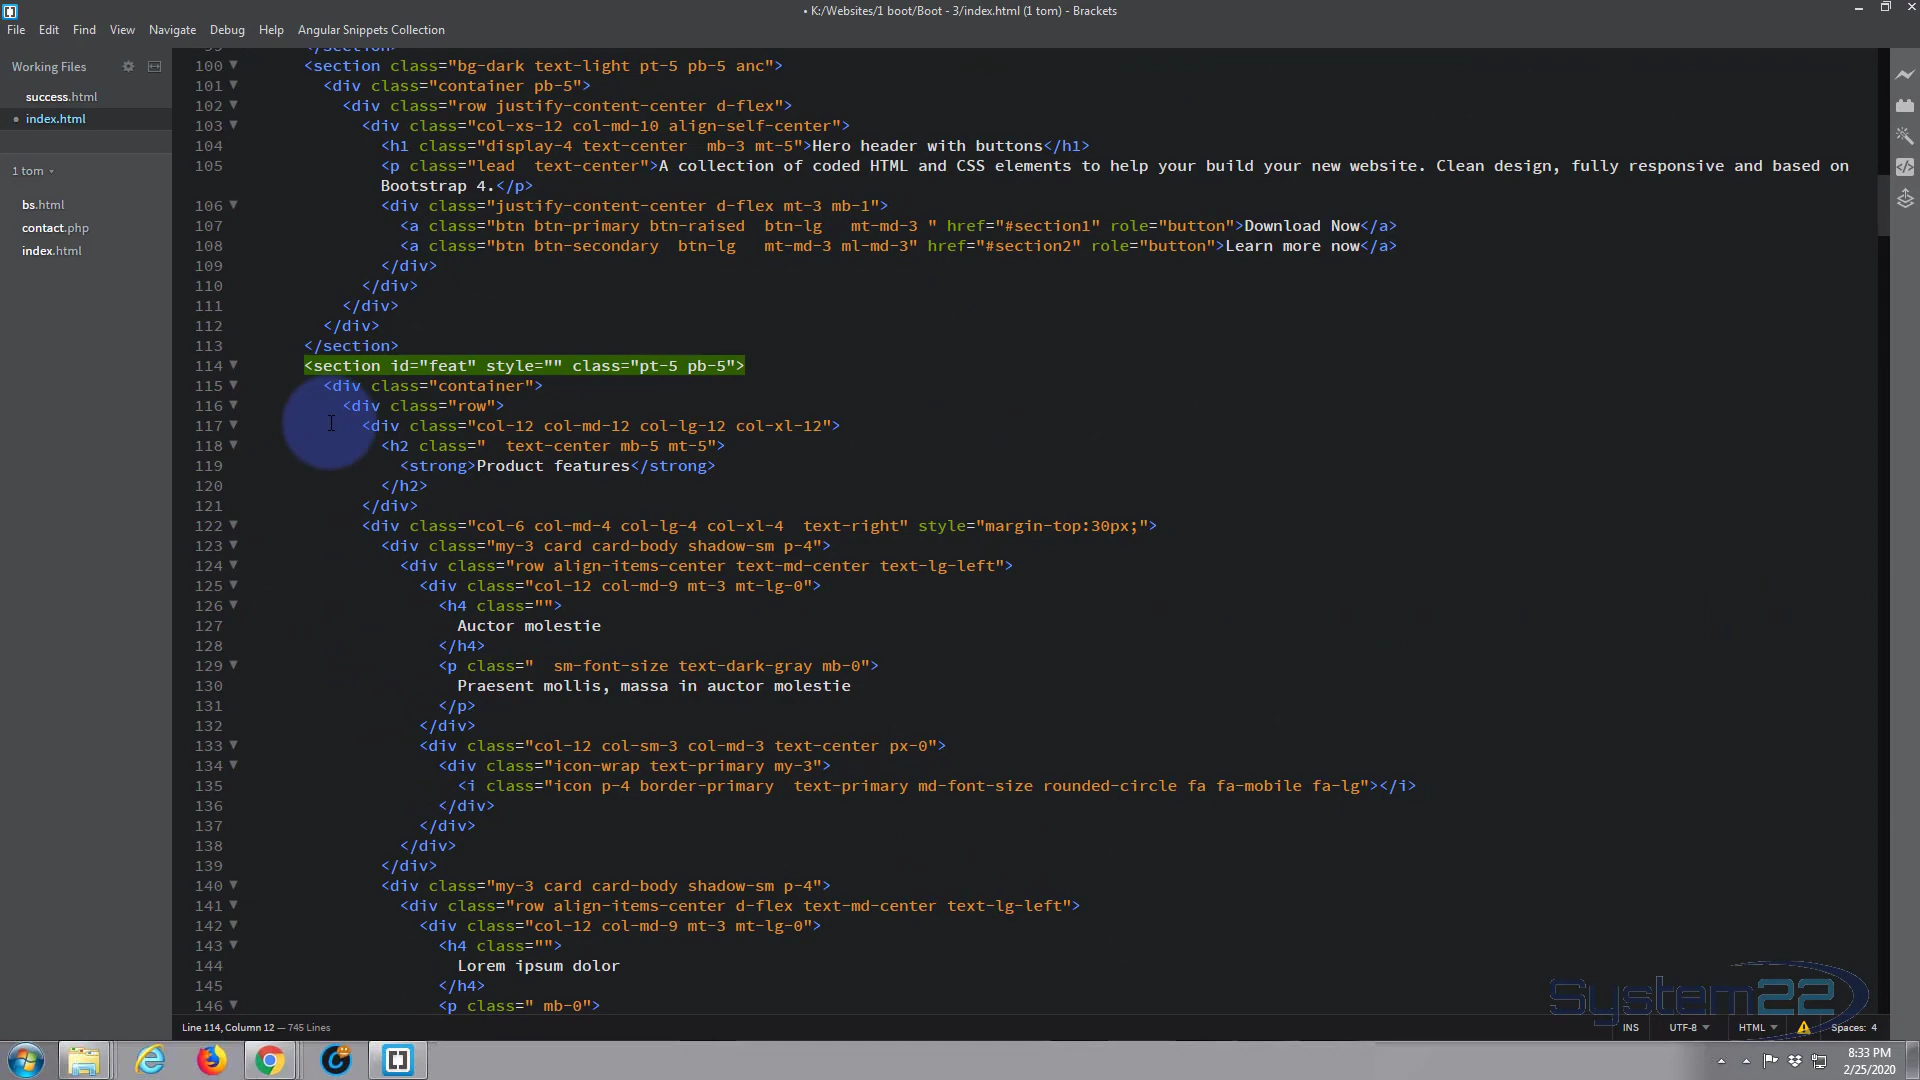 • K:/Websites/1 boot/Boot - 3/index.html (1 tom) - Brackets
File Edit Find View Navigate Debug Help Angular Snippets Collection
Working Files
success.html
• index.html
1 tom
bs.html
contact.php
index.html
100 <section class="bg-dark text-light pt-5 pb-5 anc">
101 <div class="container pb-5">
102 <div class="row justify-content-center d-flex">
103 <div class="col-xs-12 col-md-10 align-self-center">
104 <h1 class="display-4 text-center  mb-3 mt-5">Hero header with buttons</h1>
105 <p class="lead  text-center">A collection of coded HTML and CSS elements to help your build your new website. Clean design, fully responsive and based on
Bootstrap 4.</p>
106 <div class="justify-content-center d-flex mt-3 mb-1">
107 <a class="btn btn-primary btn-raised  btn-lg   mt-md-3 " href="#section1" role="button">Download Now</a>
108 <a class="btn btn-secondary  btn-lg   mt-md-3 ml-md-3" href="#section2" role="button">Learn more now</a>
109 </div>
110 </div>
111 </div>
112 </div>
113 </section>
114 <section id="feat" style="" class="pt-5 pb-5">
115 <div class="container">
116 <div class="row">
117 <div class="col-12 col-md-12 col-lg-12 col-xl-12">
118 <h2 class="  text-center mb-5 mt-5">
119 <strong>Product features</strong>
120 </h2>
121 </div>
122 <div class="col-6 col-md-4 col-lg-4 col-xl-4  text-right" style="margin-top:30px;">
123 <div class="my-3 card card-body shadow-sm p-4">
124 <div class="row align-items-center text-md-center text-lg-left">
125 <div class="col-12 col-md-9 mt-3 mt-lg-0">
126 <h4 class="">
127 Auctor molestie
128 </h4>
129 <p class="  sm-font-size text-dark-gray mb-0">
130 Praesent mollis, massa in auctor molestie
131 </p>
132 </div>
133 <div class="col-12 col-sm-3 col-md-3 text-center px-0">
134 <div class="icon-wrap text-primary my-3">
135 <i class="icon p-4 border-primary  text-primary md-font-size rounded-circle fa fa-mobile fa-lg"></i>
136 </div>
137 </div>
138 </div>
139 </div>
140 <div class="my-3 card card-body shadow-sm p-4">
141 <div class="row align-items-center d-flex text-md-center text-lg-left">
142 <div class="col-12 col-md-9 mt-3 mt-lg-0">
143 <h4 class="">
144 Lorem ipsum dolor
145 </h4>
146 <p class=" mb-0">
System22
Line 114, Column 12 — 745 Lines
INS UTF-8 HTML Spaces: 4
8:33 PM
2/25/2020